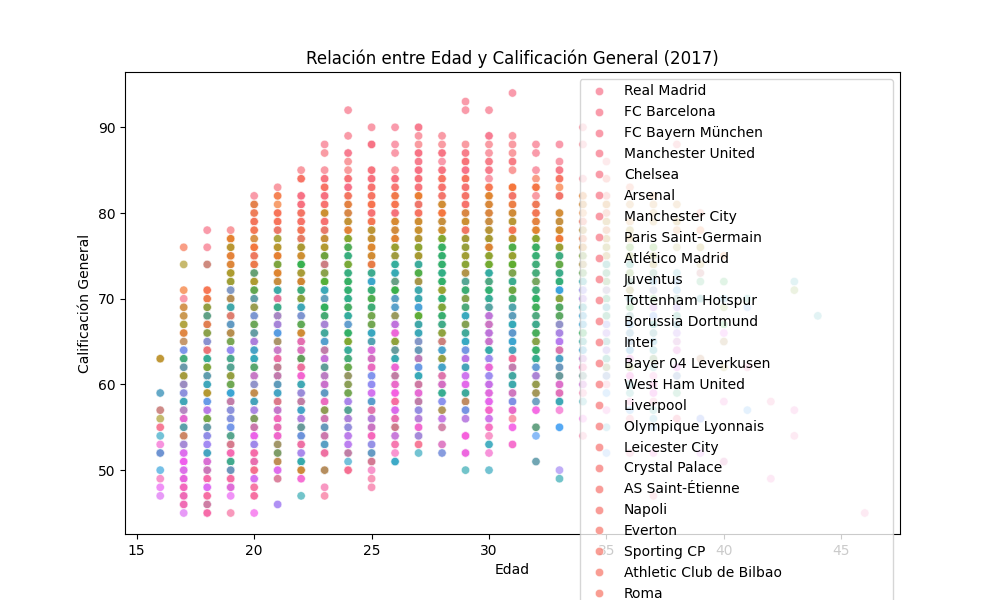 Relación entre Edad y Calificación General (2017)
Calificación General
90
80
70
60
50
15
20
25
30
35
40
45
Edad
Real Madrid
FC Barcelona
FC Bayern München
Manchester United
Chelsea
Arsenal
Manchester City
Paris Saint-Germain
Atlético Madrid
Juventus
Tottenham Hotspur
Borussia Dortmund
Inter
Bayer 04 Leverkusen
West Ham United
Liverpool
Olympique Lyonnais
Leicester City
Crystal Palace
AS Saint-Étienne
Napoli
Everton
Sporting CP
Athletic Club de Bilbao
Roma